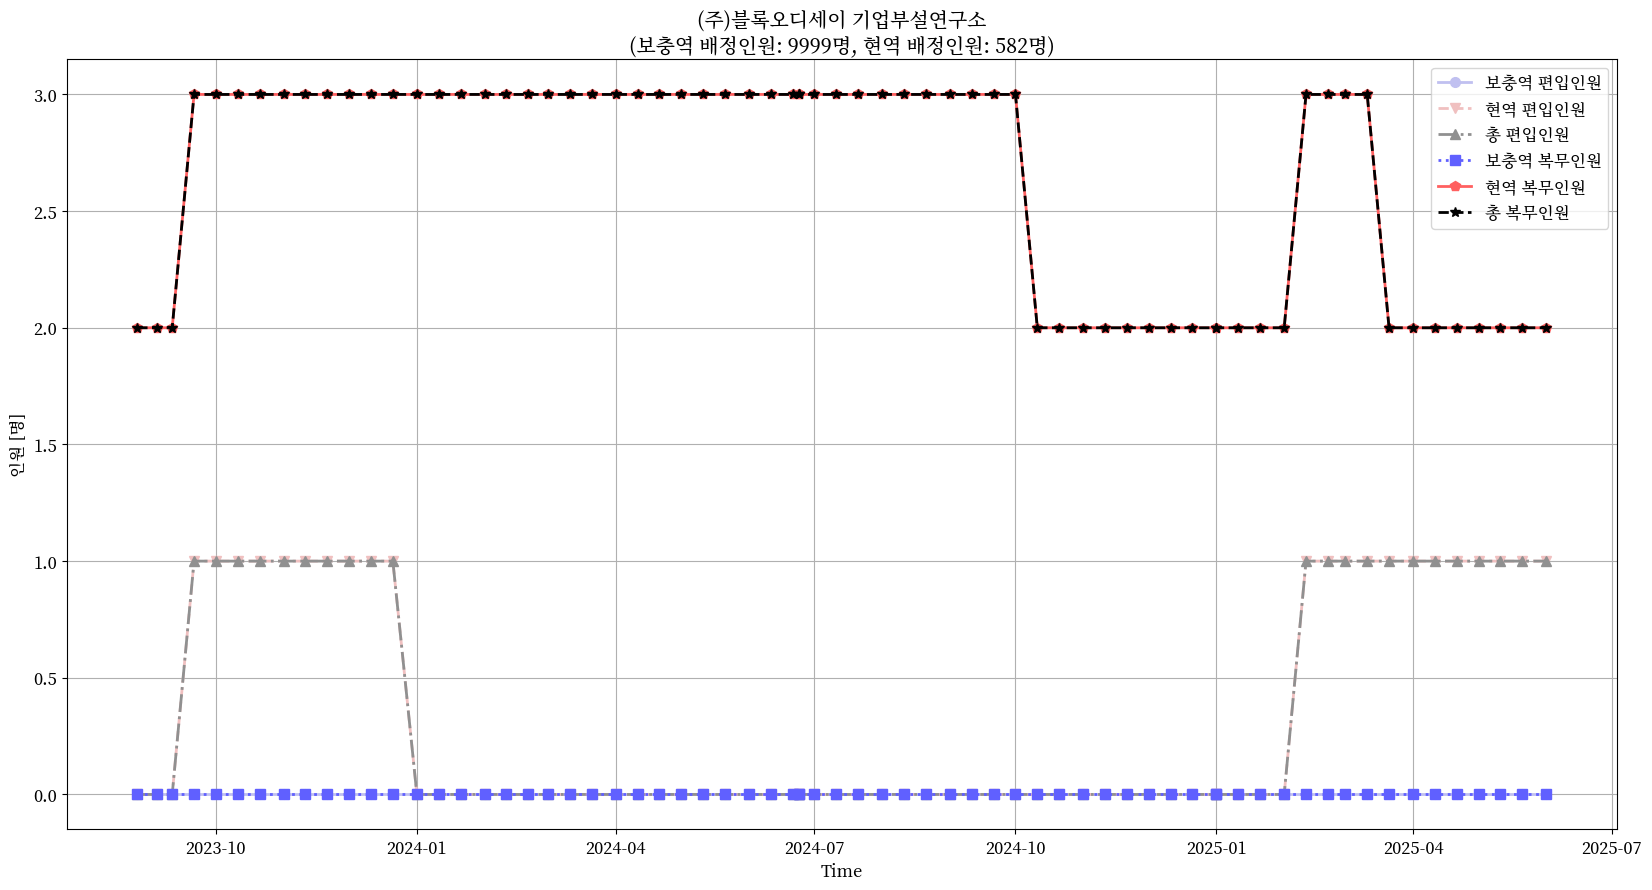 (주)블록오디세이 기업부설연구소
(보충역 배정인원: 9999명, 현역 배정인원: 582명)
보충역 편입인원
현역 편입인원
총 편입인원
보충역 복무인원
현역 복무인원
총 복무인원
인원 [명]
3.0
2.5
2.0
1.5
1.0
0.5
0.0
2023-10
2024-01
2024-04
2024-07
2024-10
2025-01
2025-04
2025-07
Time